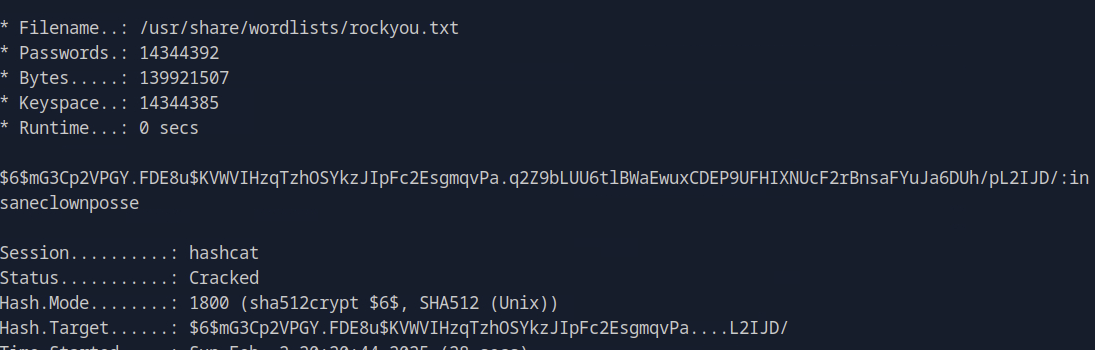 * Filename..: /usr/share/wordlists/rockyou.txt
* Passwords.: 14344392
* Bytes.....: 139921507
* Keyspace..: 14344385
* Runtime...: 0 secs
$6$mG3Cp2VPGY.FDE8u$KVWVIHzqTzhOSYkzJIpFc2EsgmqvPa.q2Z9bLUU6tlBWaEwuxCDEP9UFHIXNUcF2rBnsaFYuJa6DUh/pL2IJD/:in
saneclownposse
Session..........: hashcat
Status...........: Cracked
Hash.Mode........: 1800 (sha512crypt $6$, SHA512 (Unix))
Hash.Target......: $6$mG3Cp2VPGY.FDE8u$KVWVIHzqTzhOSYkzJIpFc2EsgmqvPa....L2IJD/